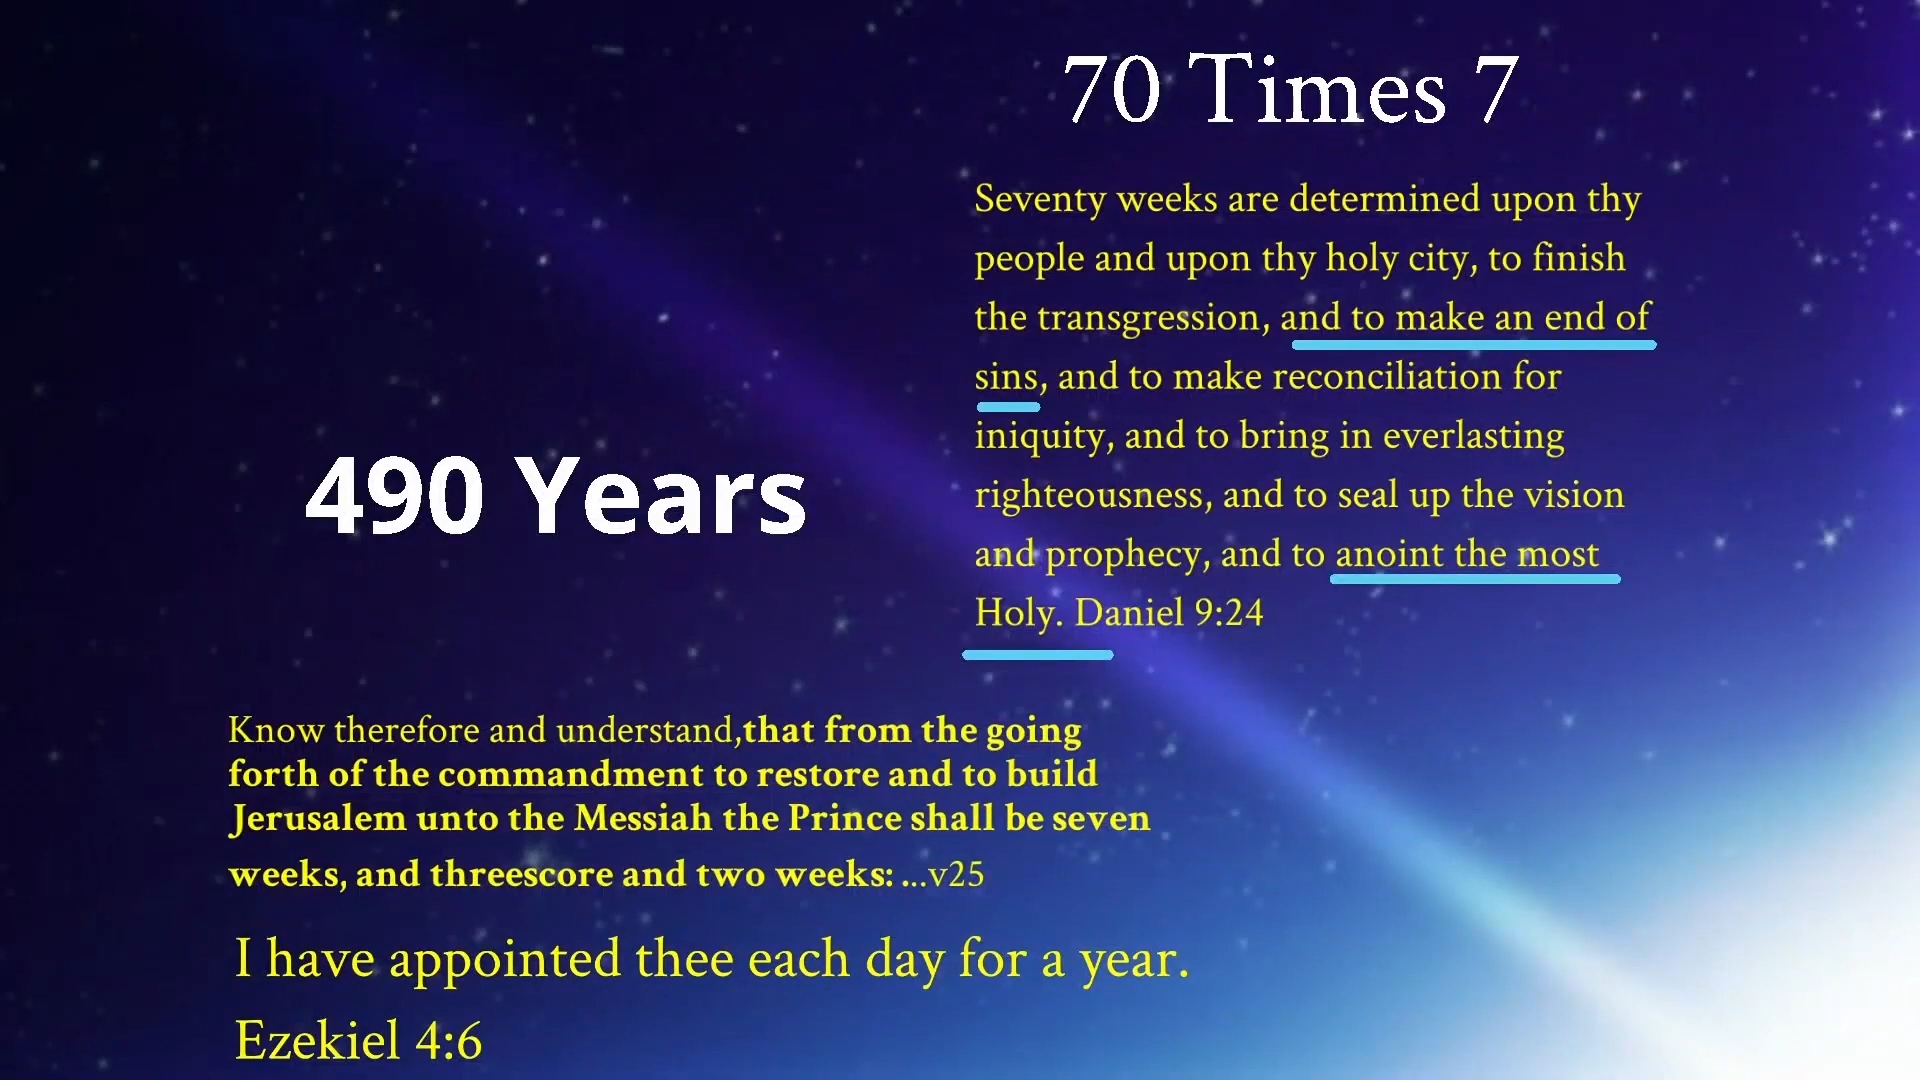 70 Times 7
Seventy weeks are determined upon thy
people and upon thy holy city, to finish
the transgression, and to make an end of
sins, and to make reconciliation for
iniquity, and to bring in everlasting
righteousness, and to seal up the vision
and prophecy, and to anoint the most
Holy. Daniel 9:24
490 Years
Know therefore and understand,that from the going
forth of the commandment to restore and to build
Jerusalem unto the Messiah the Prince shall be seven
weeks, and threescore and two weeks: ...v25
I have appointed thee each day for a year.
Ezekiel 4:6